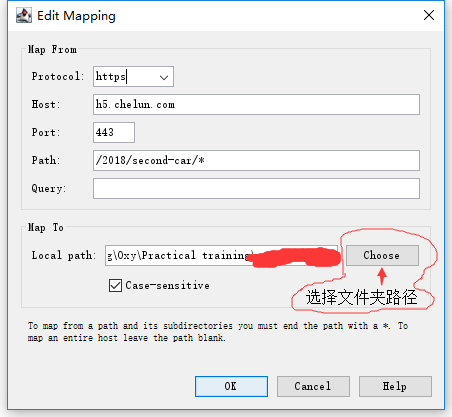 Edit Mapping
Map From
Protocol: https
Host: h5.chelun.com
Port: 443
Path: /2018/second-car/*
Query:
Map To
Local path: g\Oxy\Practical training\ Choose
Case-sensitive
选择文件夹路径
To map from a path and its subdirectories you must end the path with a *. To
map an entire host leave the path blank.
OK Cancel Help